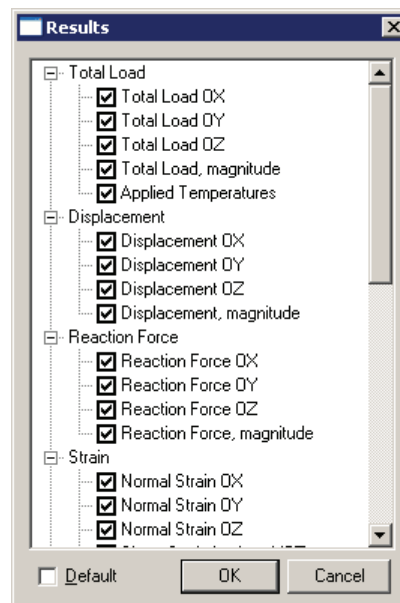 Results
Total Load
Total Load OX
Total Load OY
Total Load OZ
Total Load, magnitude
Applied Temperatures
Displacement
Displacement OX
Displacement OY
Displacement OZ
Displacement, magnitude
Reaction Force
Reaction Force OX
Reaction Force OY
Reaction Force OZ
Reaction Force, magnitude
Strain
Normal Strain OX
Normal Strain OY
Normal Strain OZ
Default OK Cancel